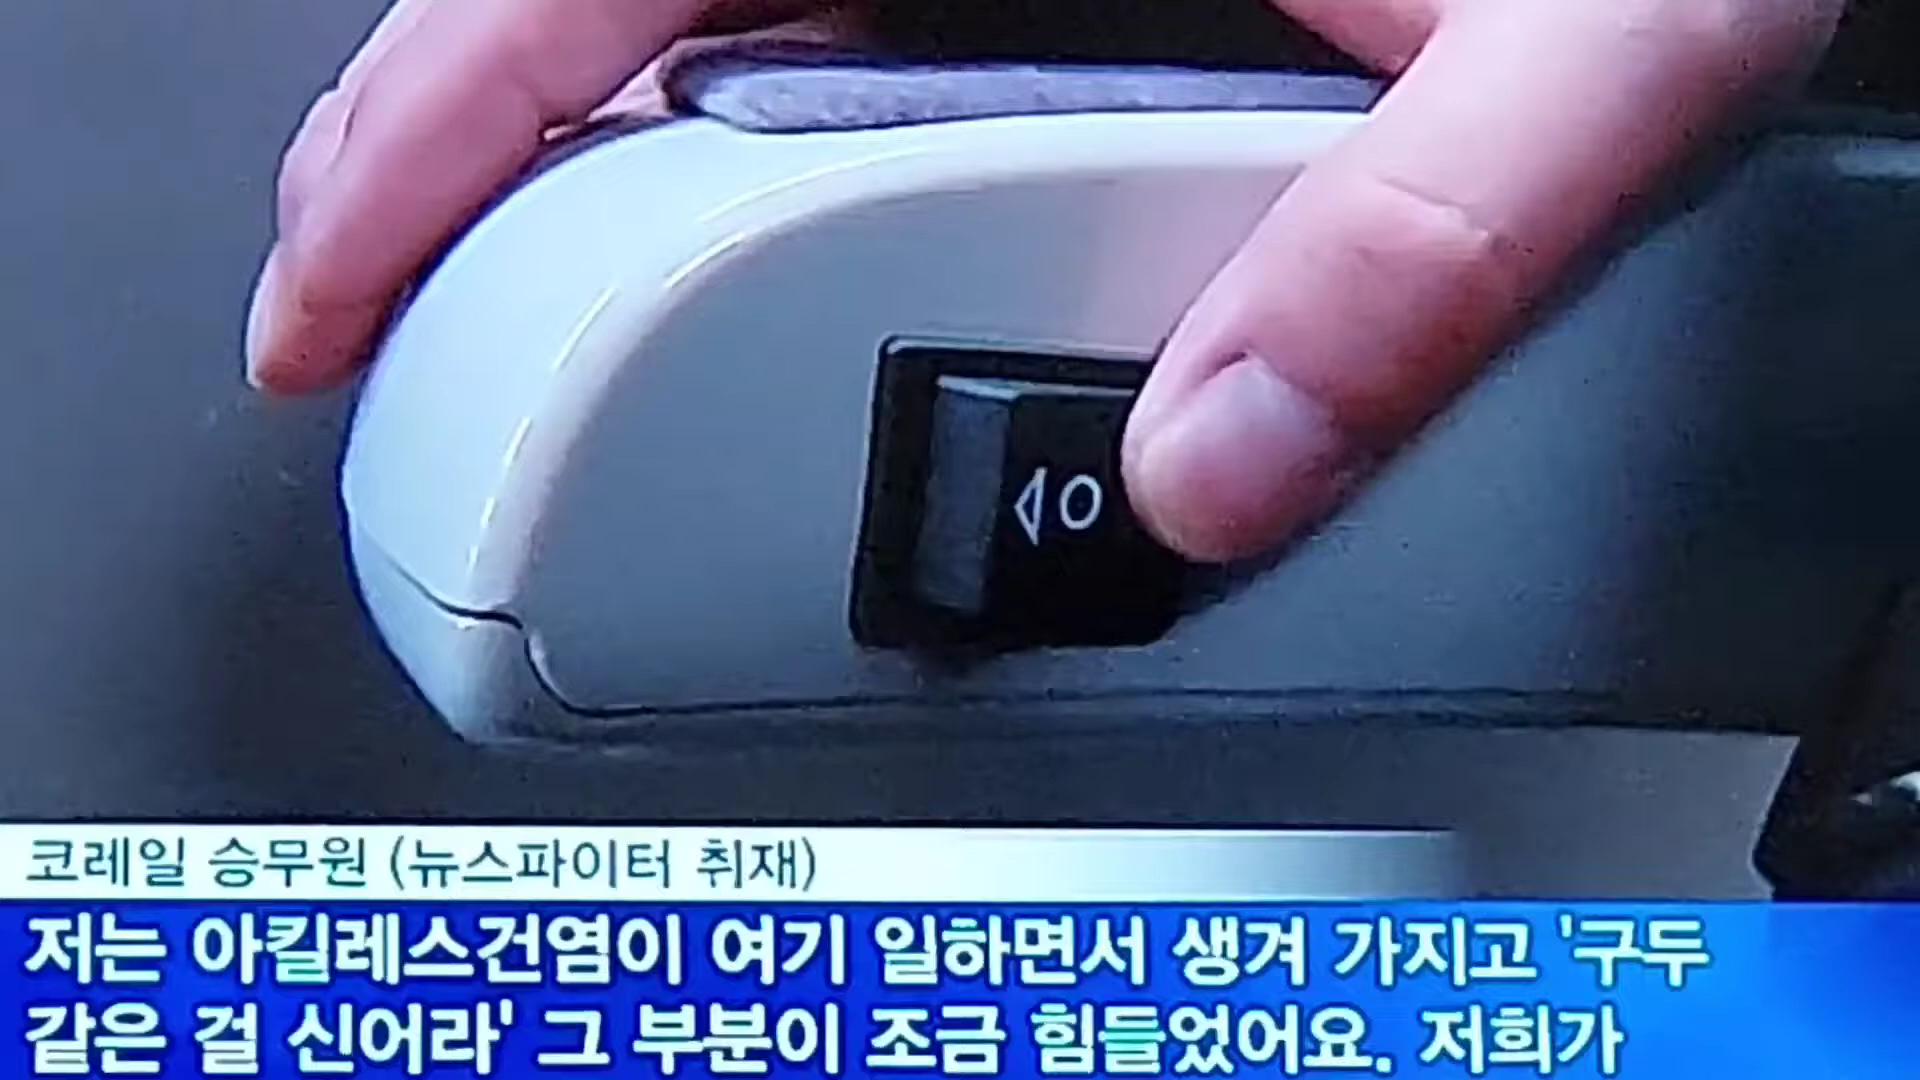 ◁O
코레일 승무원 (뉴스파이터 취재)
저는 아킬레스건염이 여기 일하면서 생겨 가지고 '구두
같은 걸 신어라' 그 부분이 조금 힘들었어요. 저희가